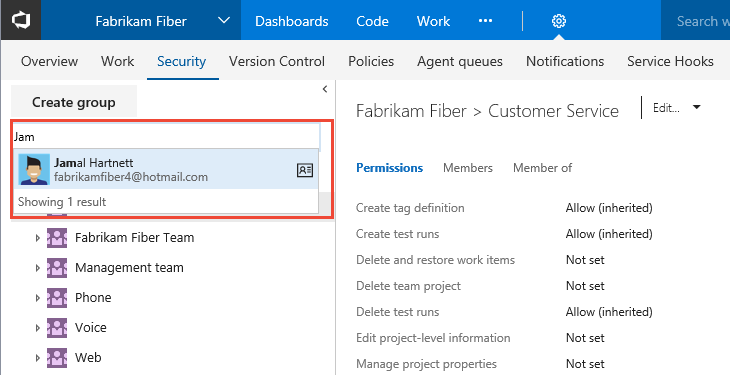 Fabrikam Fiber Dashboards Code Work ... Search w
Overview Work Security Version Control Policies Agent queues Notifications Service Hooks
Create group
Jam
Jamal Hartnett
fabrikamfiber4@hotmail.com
Showing 1 result
Fabrikam Fiber Team
Management team
Phone
Voice
Web
Fabrikam Fiber > Customer Service Edit...
Permissions Members Member of
Create tag definition Allow (inherited)
Create test runs Allow (inherited)
Delete and restore work items Not set
Delete team project Not set
Delete test runs Allow (inherited)
Edit project-level information Not set
Manage project properties Not set